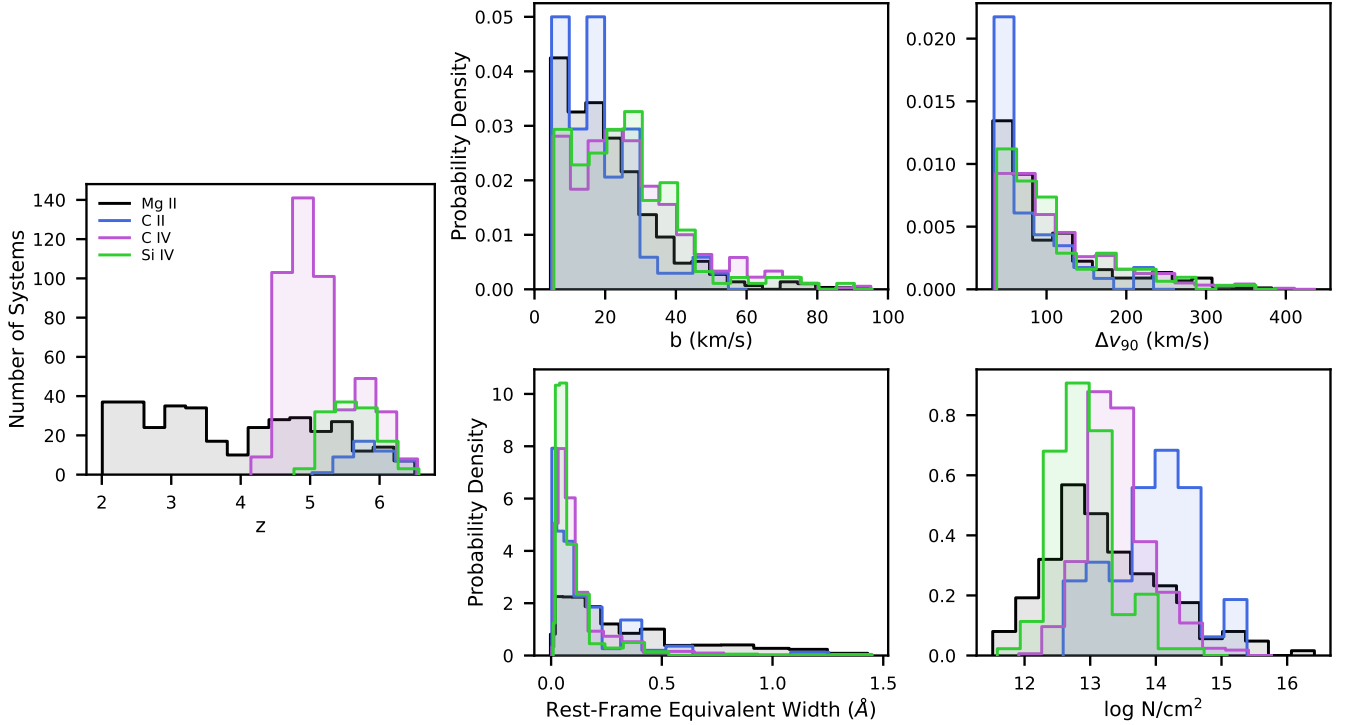 Number of Systems
140
120
100
80
60
40
20
0
Mg II
C II
C IV
Si IV
2 3 4 5 6
z
Probability Density
0.05
0.04
0.03
0.02
0.01
0.00
0 20 40 60 80 100
b (km/s)
0.020
0.015
0.010
0.005
0.000
100 200 300 400
Δv₉₀ (km/s)
Probability Density
10
8
6
4
2
0
0.0 0.5 1.0 1.5
Rest-Frame Equivalent Width (Å)
0.8
0.6
0.4
0.2
0.0
12 13 14 15 16
log N/cm²